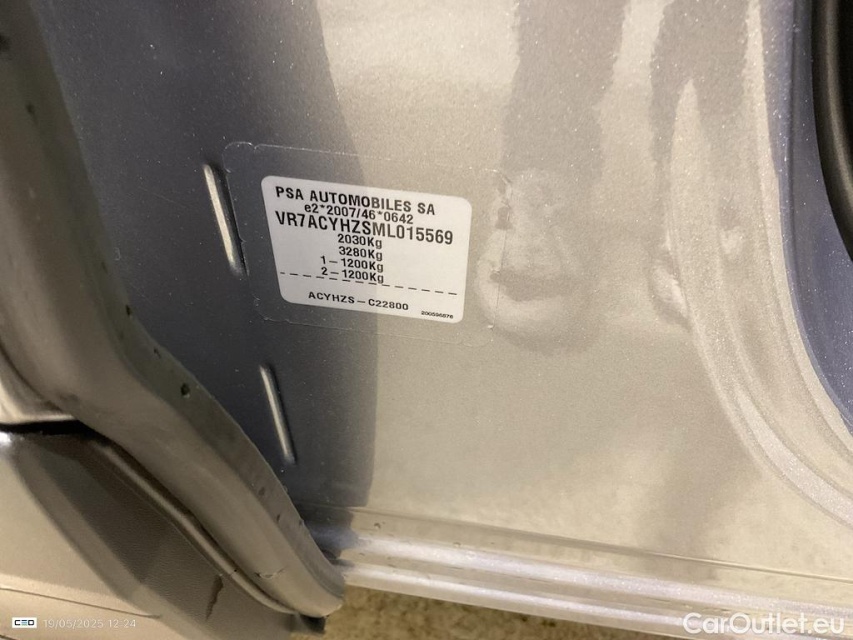 PSA AUTOMOBILES SA
e2*2007/46*0642
VR7ACYHZSML015569
2030Kg
3280Kg
1-1200Kg
2-1200Kg
ACYHZS-C22800
19/05/2025 12:24
CarOutlet.eu